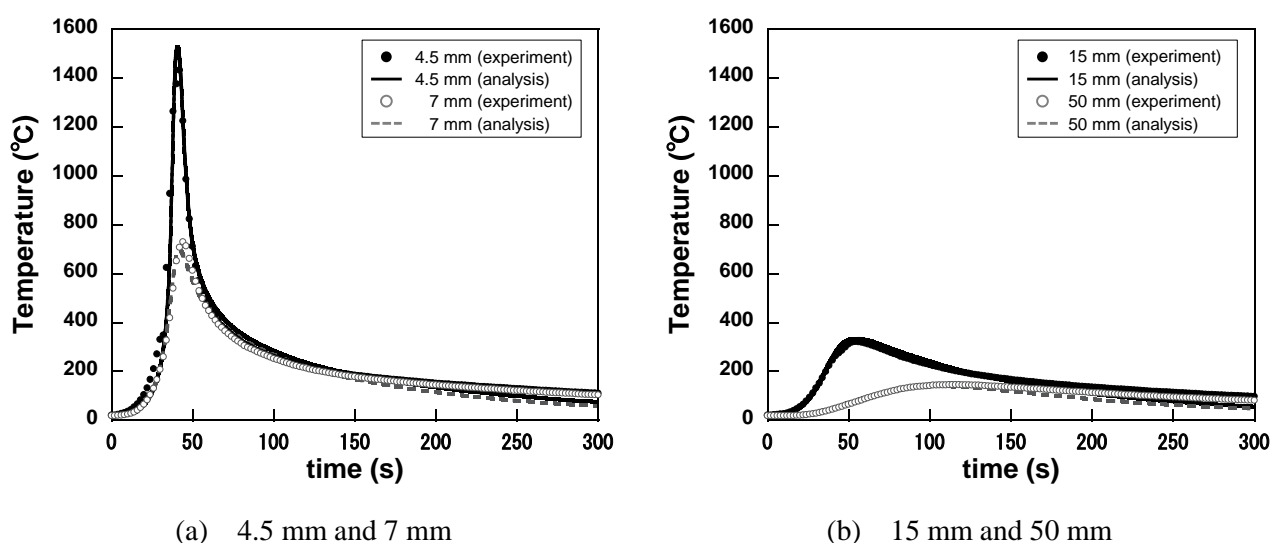 1600
1400
1200
1000
800
600
400
200
0
Temperature (℃)
4.5 mm (experiment)
4.5 mm (analysis)
7 mm (experiment)
7 mm (analysis)
0 50 100 150 200 250 300
time (s)
(a) 4.5 mm and 7 mm
1600
1400
1200
1000
800
600
400
200
0
Temperature (℃)
15 mm (experiment)
15 mm (analysis)
50 mm (experiment)
50 mm (analysis)
0 50 100 150 200 250 300
time (s)
(b) 15 mm and 50 mm